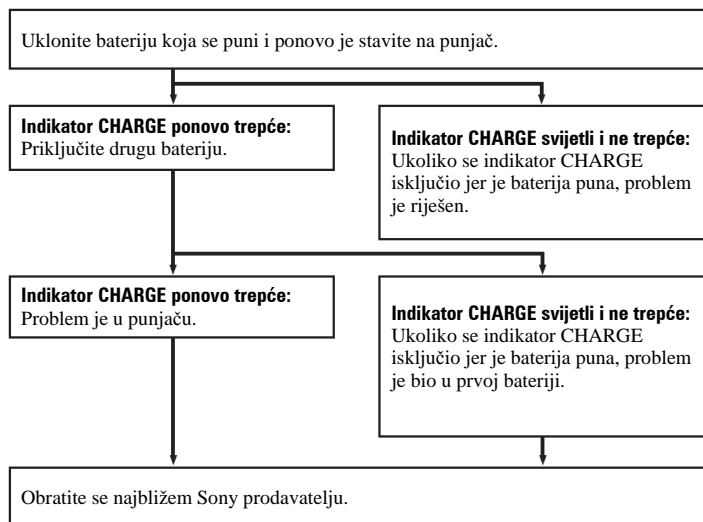 Uklonite bateriju koja se puni i ponovo je stavite na punjač.
Indikator CHARGE ponovo trepće:
Priključite drugu bateriju.
Indikator CHARGE svijetli i ne trepće:
Ukoliko se indikator CHARGE
isključio jer je baterija puna, problem
je riješen.
Indikator CHARGE ponovo trepće:
Problem je u punjaču.
Indikator CHARGE svijetli i ne trepće:
Ukoliko se indikator CHARGE
isključio jer je baterija puna, problem
je bio u prvoj bateriji.
Obratite se najbližem Sony prodavatelju.